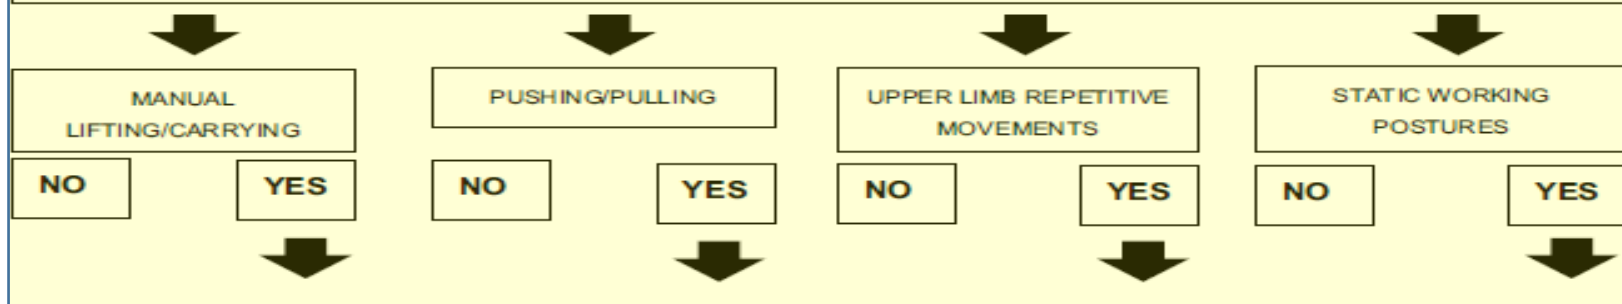 MANUAL
LIFTING/CARRYING
PUSHING/PULLING
UPPER LIMB REPETITIVE
MOVEMENTS
STATIC WORKING
POSTURES
NO
YES
NO
YES
NO
YES
NO
YES